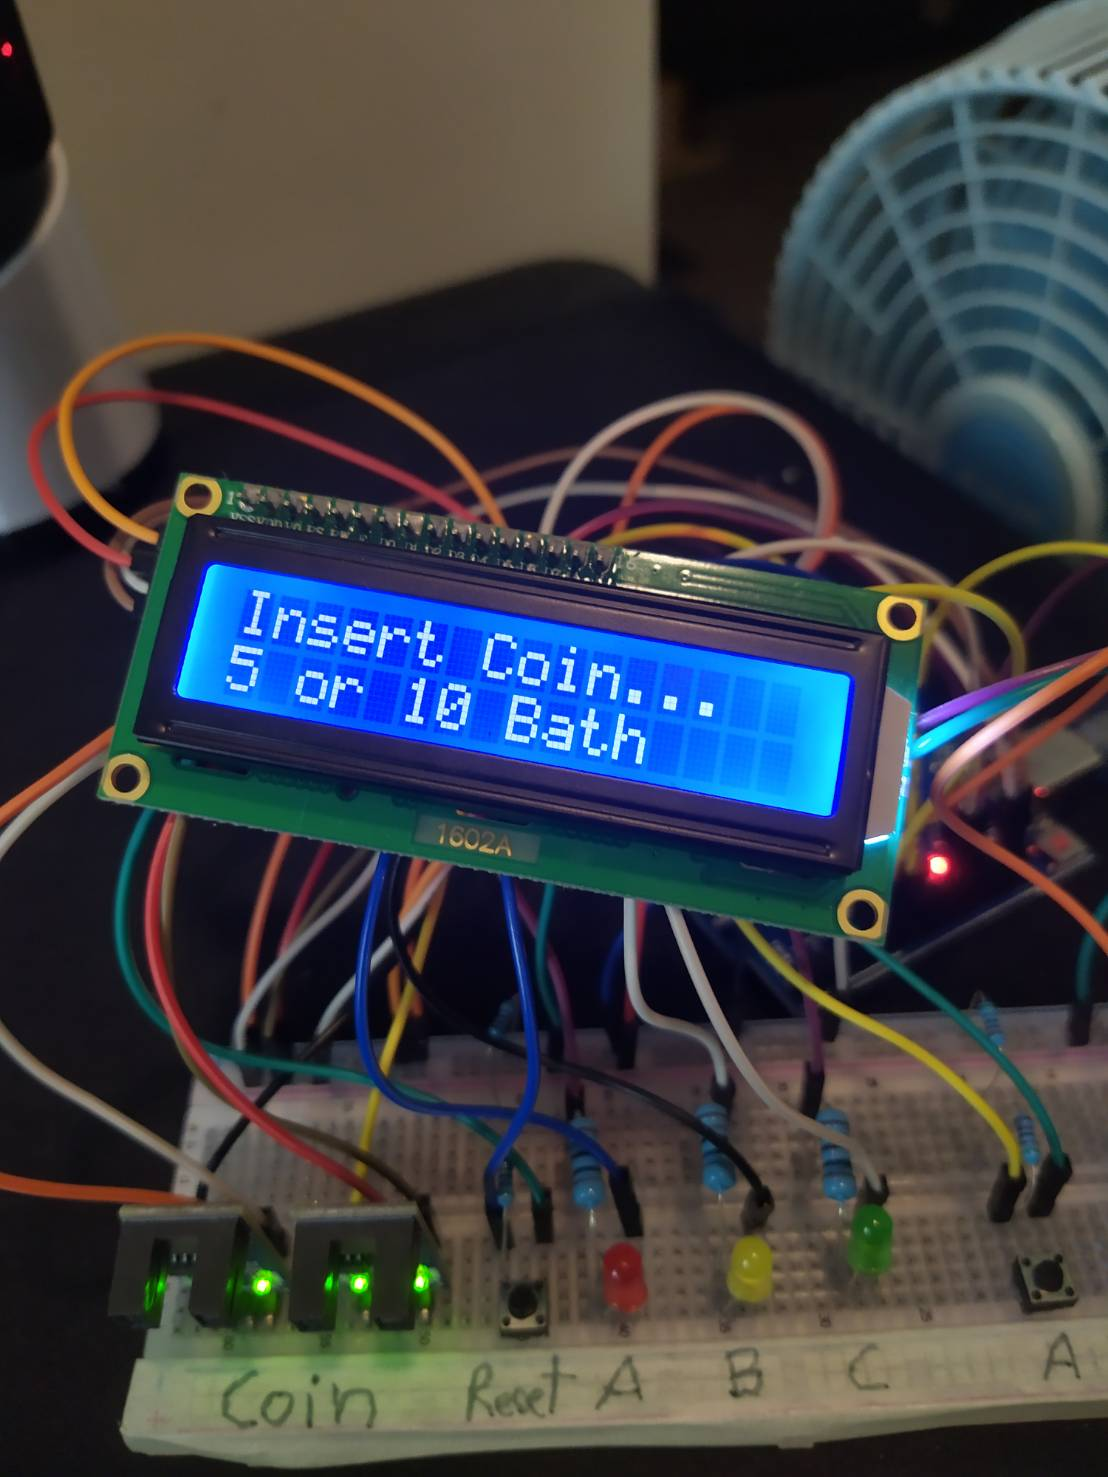 Insert Coin...
5 or 10 Bath
1602A
Coin Reset A B C A